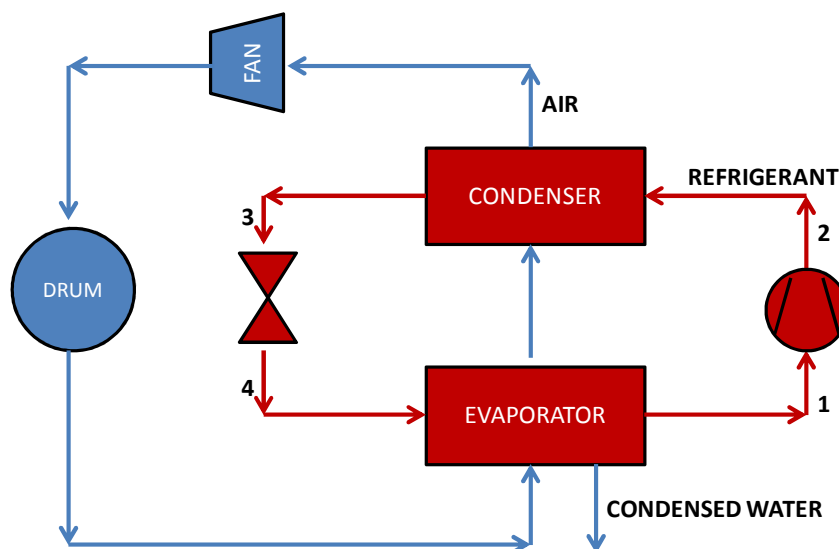 FAN
AIR
REFRIGERANT
CONDENSER
3
2
DRUM
4
EVAPORATOR
1
CONDENSED WATER